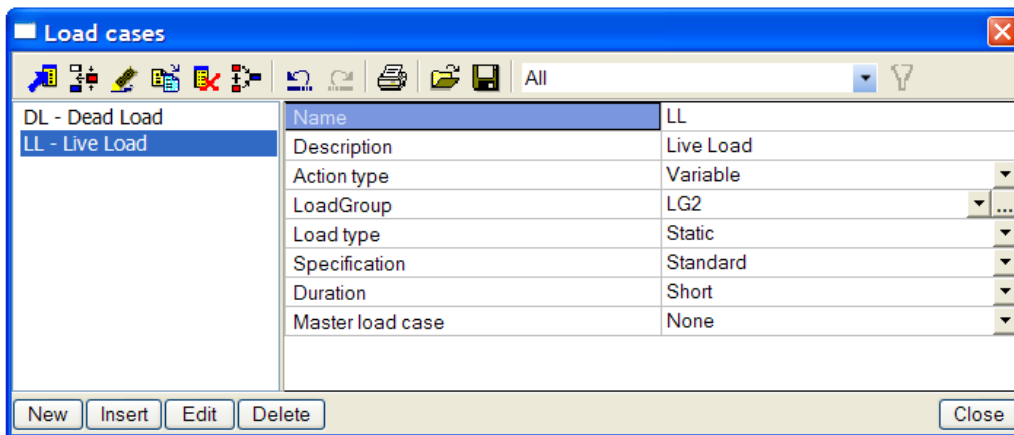 Load cases
All
DL - Dead Load
LL - Live Load
Name LL
Description Live Load
Action type Variable
LoadGroup LG2 ...
Load type Static
Specification Standard
Duration Short
Master load case None
New Insert Edit Delete Close